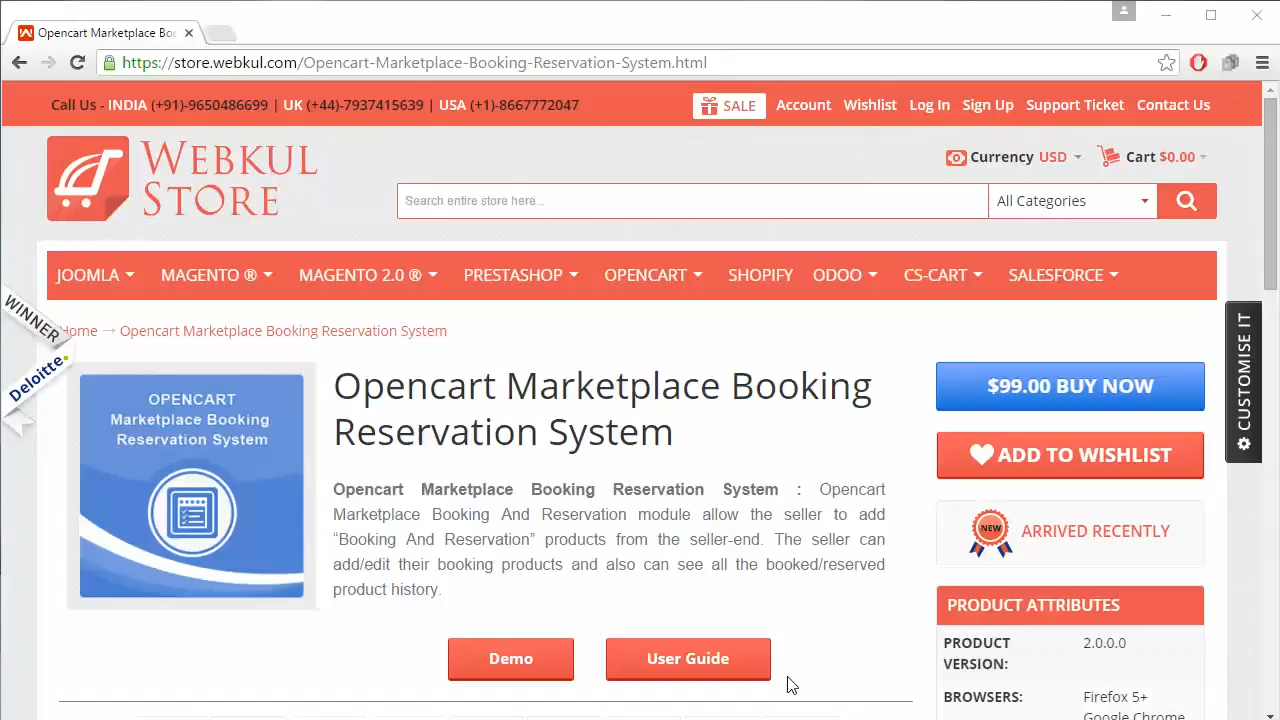 Opencart Marketplace Boo
https://store.webkul.com/Opencart-Marketplace-Booking-Reservation-System.html
Call Us - INDIA (+91)-9650486699 | UK (+44)-7937415639 | USA (+1)-8667772047
SALE Account Wishlist Log In Sign Up Support Ticket Contact Us
WEBKUL
STORE
Currency USD Cart $0.00
Search entire store here... All Categories
JOOMLA MAGENTO ® MAGENTO 2.0 ® PRESTASHOP OPENCART SHOPIFY ODOO CS-CART SALESFORCE
WINNER
Deloitte.
Home → Opencart Marketplace Booking Reservation System
OPENCART
Marketplace Booking
Reservation System
Opencart Marketplace Booking
Reservation System
Opencart Marketplace Booking Reservation System : Opencart
Marketplace Booking And Reservation module allow the seller to add
“Booking And Reservation” products from the seller-end. The seller can
add/edit their booking products and also can see all the booked/reserved
product history.
Demo User Guide
$99.00 BUY NOW
ADD TO WISHLIST
NEW ARRIVED RECENTLY
PRODUCT ATTRIBUTES
PRODUCT VERSION: 2.0.0.0
BROWSERS: Firefox 5+
Google Chrome
CUSTOMISE IT